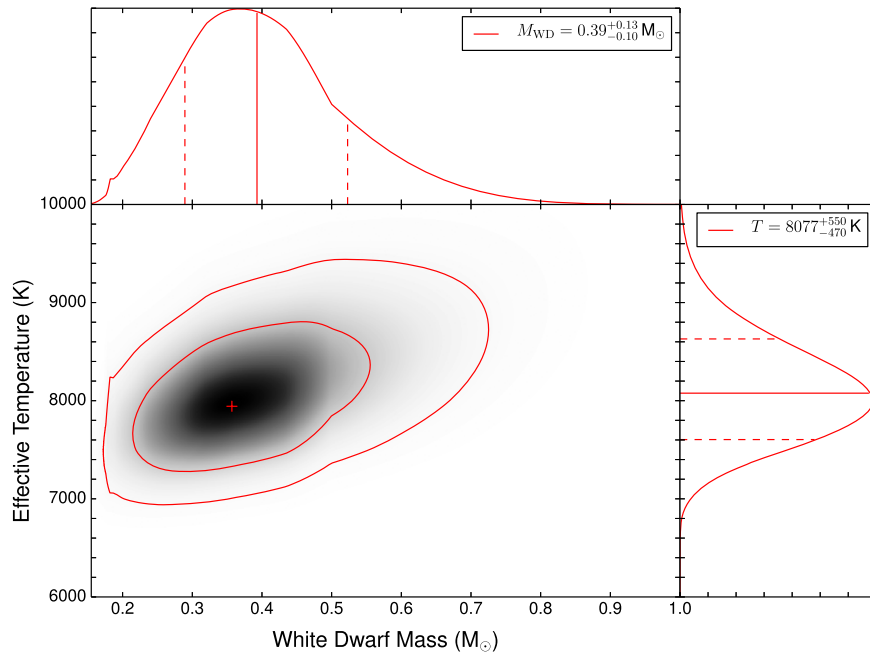 M_WD = 0.39^{+0.13}_{-0.10} M_⊙
T = 8077^{+550}_{-470} K
10000
9000
8000
7000
6000
Effective Temperature (K)
0.2 0.3 0.4 0.5 0.6 0.7 0.8 0.9 1.0
White Dwarf Mass (M_⊙)